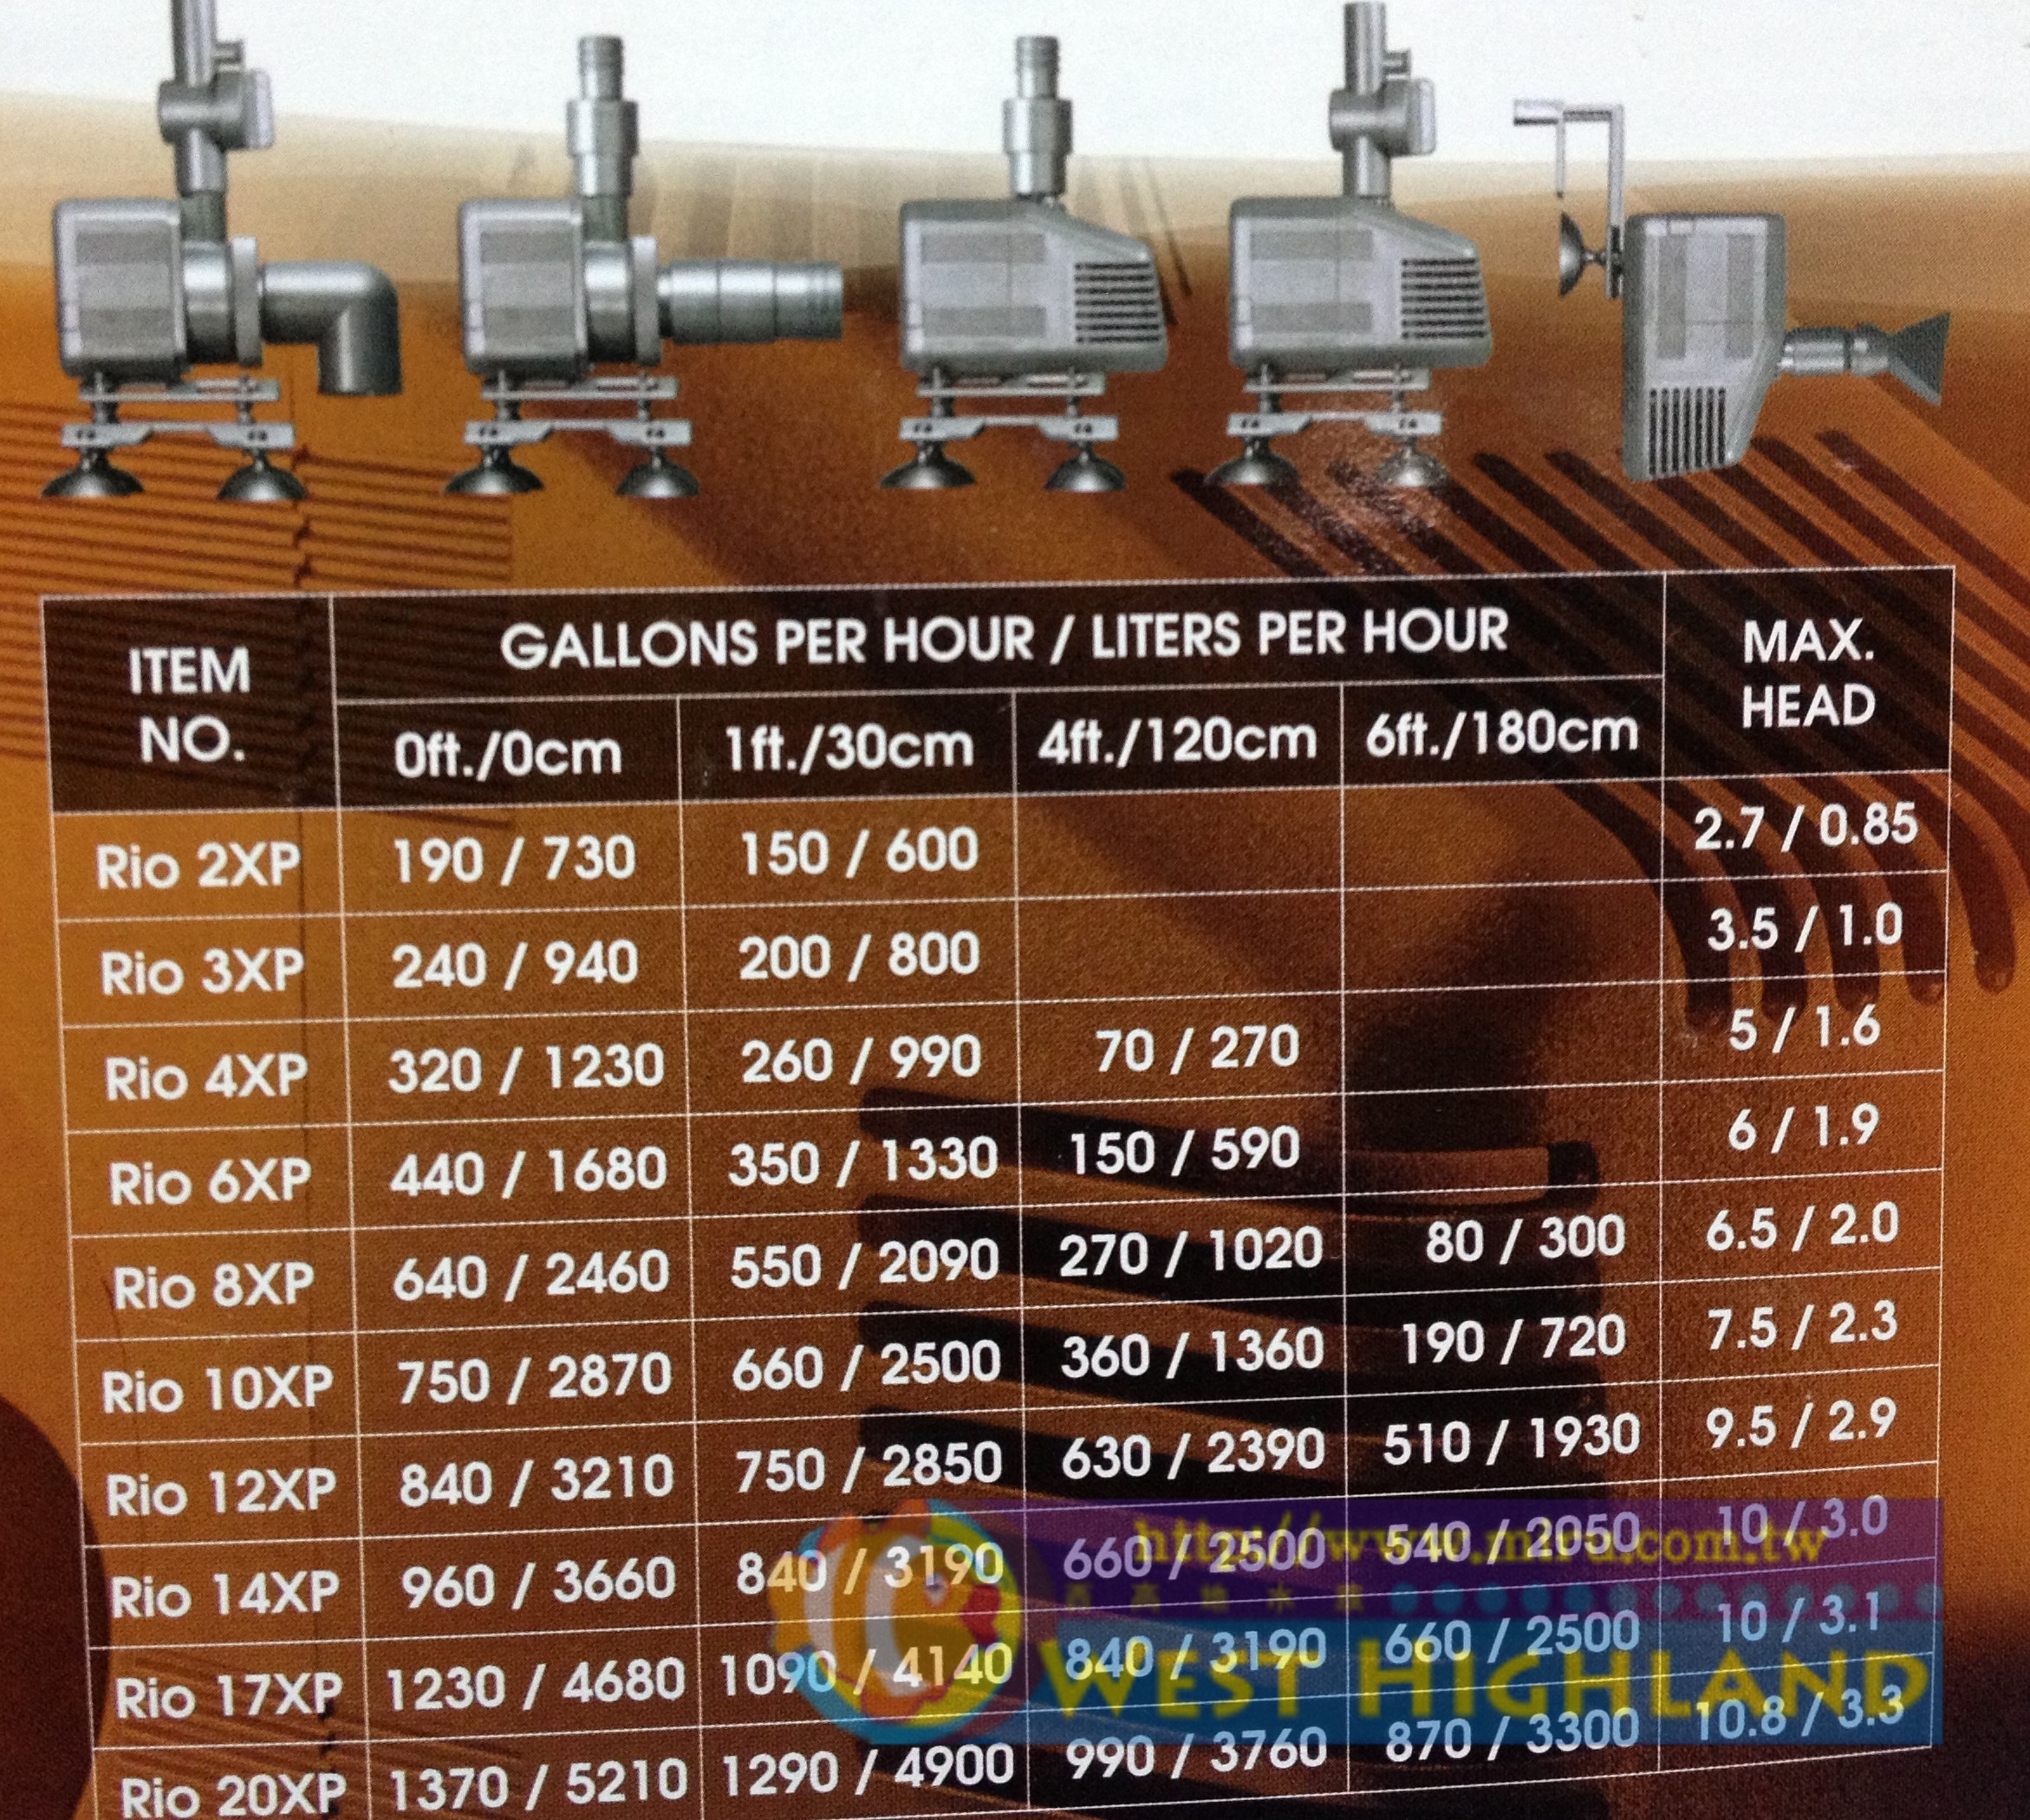 ITEM NO. GALLONS PER HOUR / LITERS PER HOUR MAX. HEAD
0ft./0cm 1ft./30cm 4ft./120cm 6ft./180cm
Rio 2XP 190 / 730 150 / 600 2.7 / 0.85
Rio 3XP 240 / 940 200 / 800 3.5 / 1.0
Rio 4XP 320 / 1230 260 / 990 70 / 270 5 / 1.6
Rio 6XP 440 / 1680 350 / 1330 150 / 590 6 / 1.9
Rio 8XP 640 / 2460 550 / 2090 270 / 1020 80 / 300 6.5 / 2.0
Rio 10XP 750 / 2870 660 / 2500 360 / 1360 190 / 720 7.5 / 2.3
Rio 12XP 840 / 3210 750 / 2850 630 / 2390 510 / 1930 9.5 / 2.9
Rio 14XP 960 / 3660 840 / 3190 660 / 2500 540 / 2050 10 / 3.0
Rio 17XP 1230 / 4680 1090 / 4140 840 / 3190 660 / 2500 10 / 3.1
Rio 20XP 1370 / 5210 1290 / 4900 990 / 3760 870 / 3300 10.8 / 3.3
WEST HIGHLAND